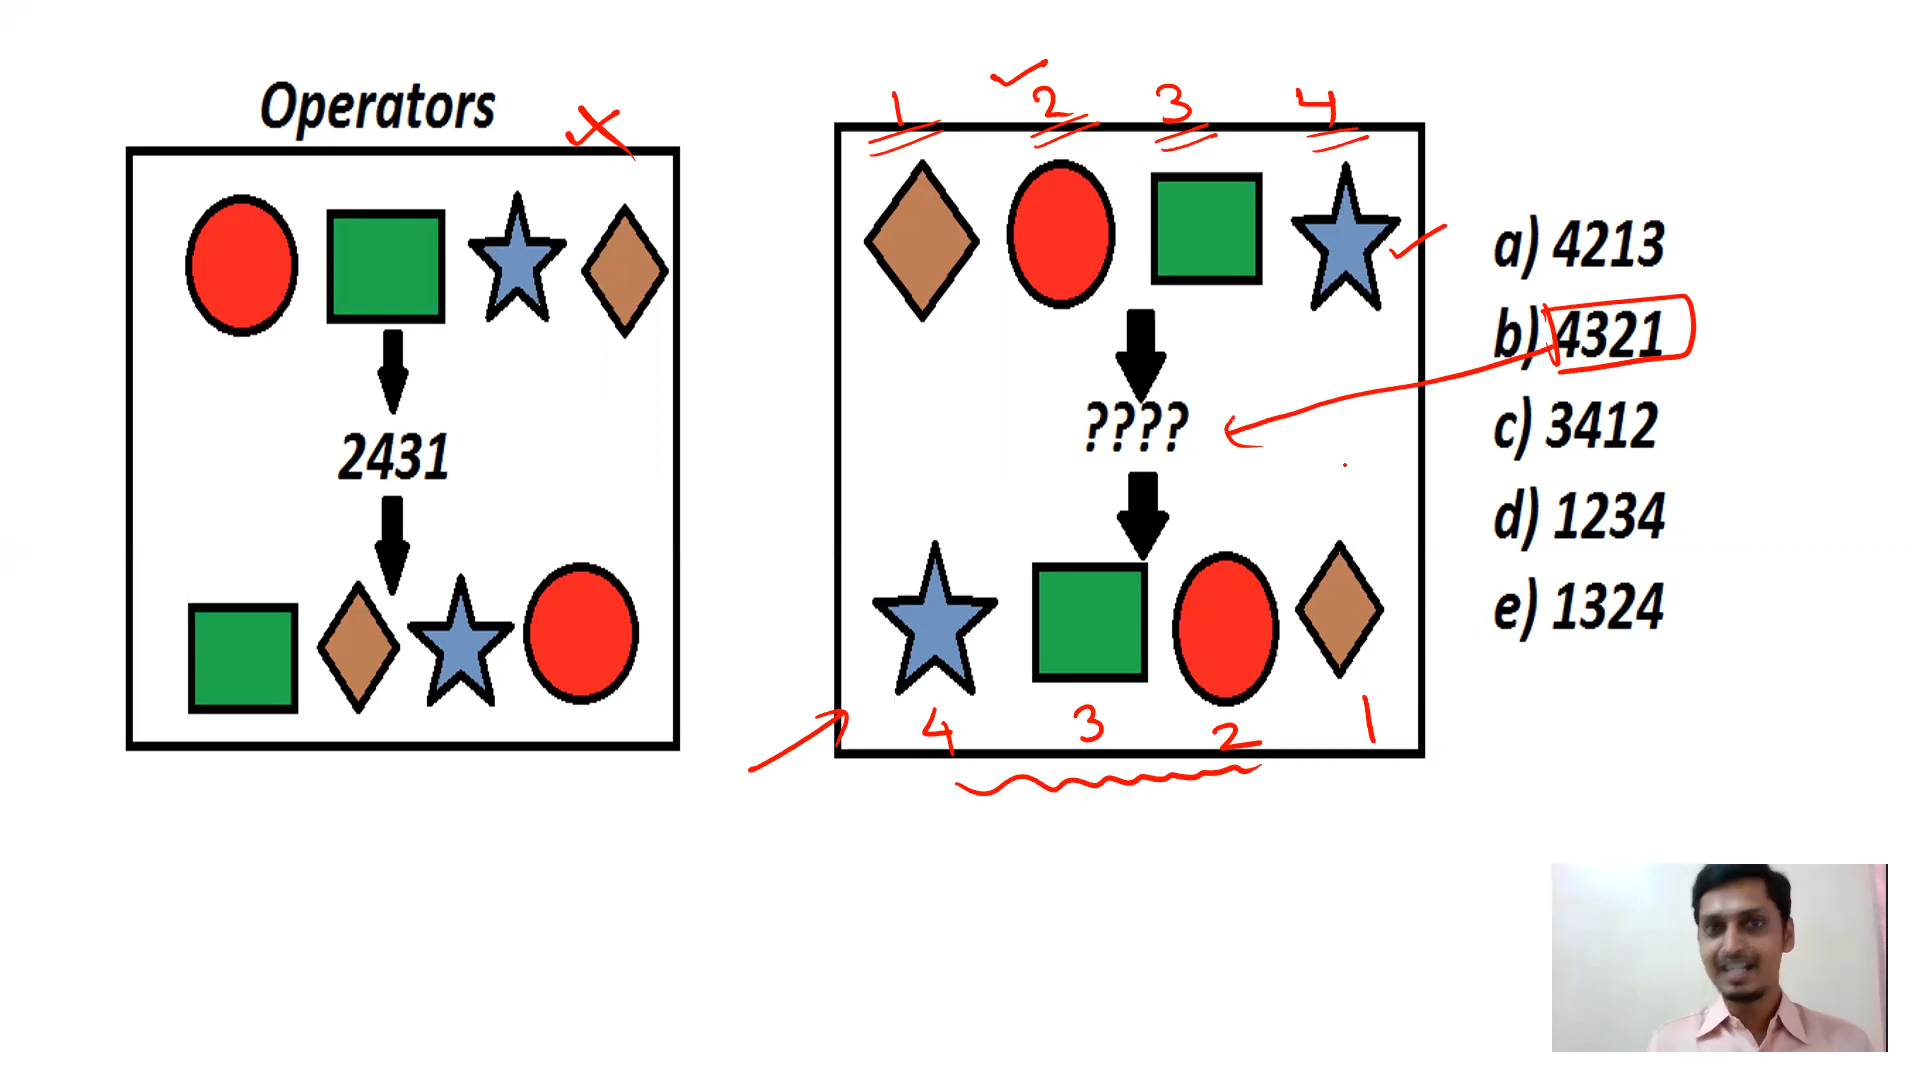 Operators
2431
1 2 3 4
????
4 3 2 1
a) 4213
b) 4321
c) 3412
d) 1234
e) 1324